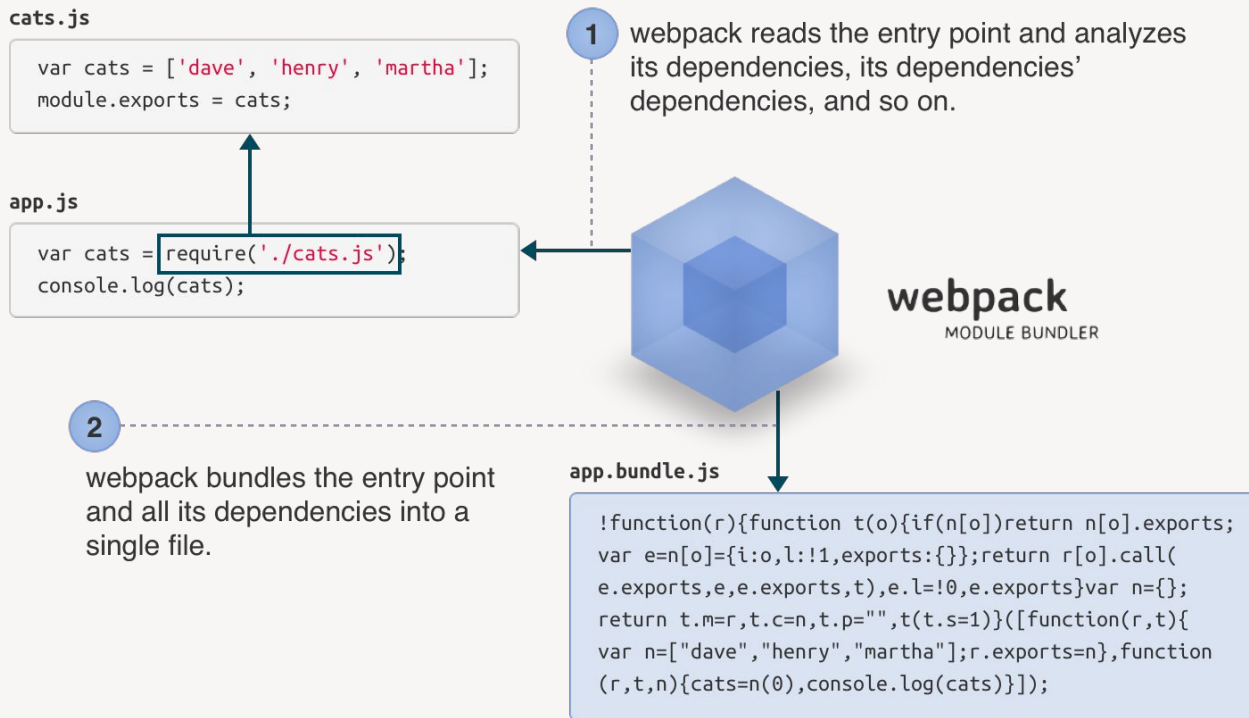 cats.js
var cats = ['dave', 'henry', 'martha'];
module.exports = cats;
app.js
var cats = require('./cats.js');
console.log(cats);
1
webpack reads the entry point and analyzes
its dependencies, its dependencies’
dependencies, and so on.
webpack
MODULE BUNDLER
2
webpack bundles the entry point
and all its dependencies into a
single file.
app.bundle.js
!function(r){function t(o){if(n[o])return n[o].exports;
var e=n[o]={i:o,l:!1,exports:{}};return r[o].call(
e.exports,e,e.exports,t),e.l=!0,e.exports}var n={};
return t.m=r,t.c=n,t.p="",t(t.s=1)}([function(r,t){
var n=["dave","henry","martha"];r.exports=n},function
(r,t,n){cats=n(0),console.log(cats)}]);